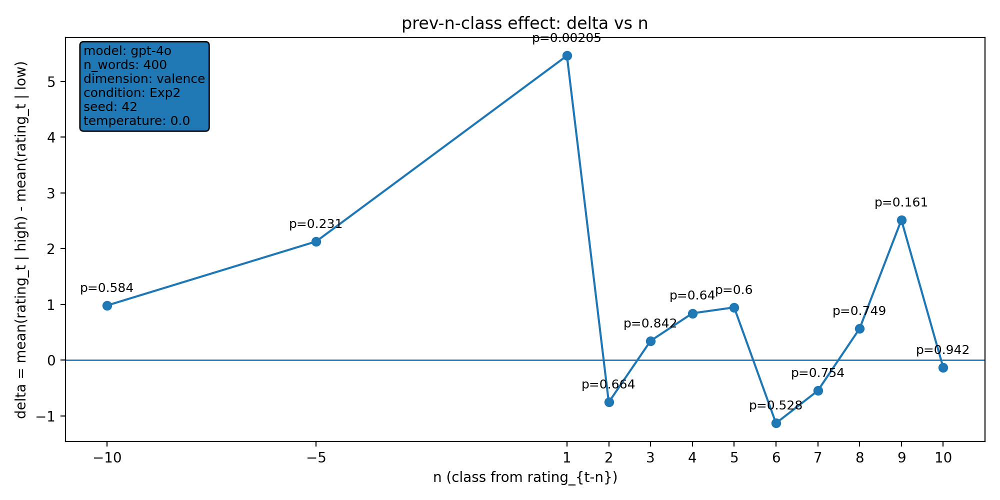 prev-n-class effect: delta vs n
model: gpt-4o
n_words: 400
dimension: valence
condition: Exp2
seed: 42
temperature: 0.0
delta = mean(rating_t | high) - mean(rating_t | low)
5
4
3
2
1
0
−1
p=0.584
p=0.231
p=0.00205
p=0.664
p=0.842
p=0.64
p=0.6
p=0.528
p=0.754
p=0.749
p=0.161
p=0.942
−10 −5 1 2 3 4 5 6 7 8 9 10
n (class from rating_{t-n})